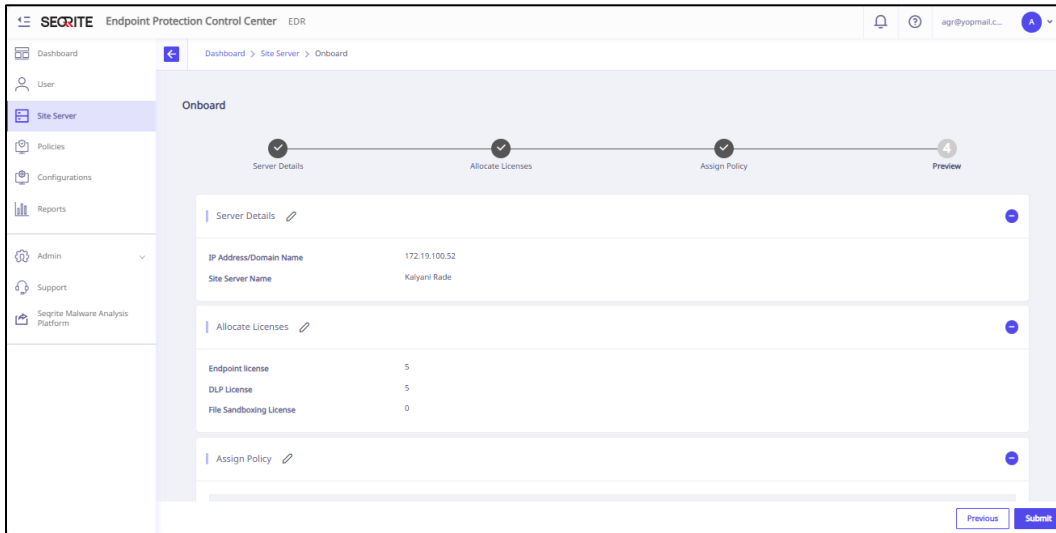 SEQRITE Endpoint Protection Control Center EDR
agr@yopmail.c... A
Dashboard
User
Site Server
Policies
Configurations
Reports
Admin
Support
Seqrite Malware Analysis
Platform
Dashboard > Site Server > Onboard
Onboard
4
Server Details Allocate Licenses Assign Policy Preview
Server Details
IP Address/Domain Name 172.19.100.52
Site Server Name Kalyani Rade
Allocate Licenses
Endpoint license 5
DLP License 5
File Sandboxing License 0
Assign Policy
Previous Submit